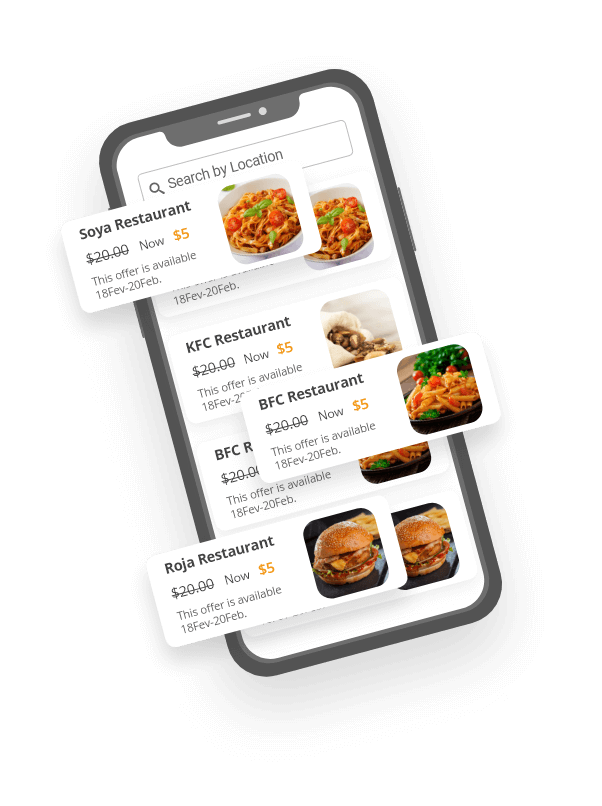 Search by Location
Soya Restaurant
$20.00 Now $5
This offer is available
18Fev-20Feb.
18Fev-20Feb.
KFC Restaurant
$20.00 Now $5
This offer is available
18Fev-20Feb.
BFC Restaurant
$20.00 Now $5
This offer is available
18Fev-20Feb.
BFC R
$20.00
This offer is available
18Fev-20Feb.
Roja Restaurant
$20.00 Now $5
This offer is available
18Fev-20Feb.